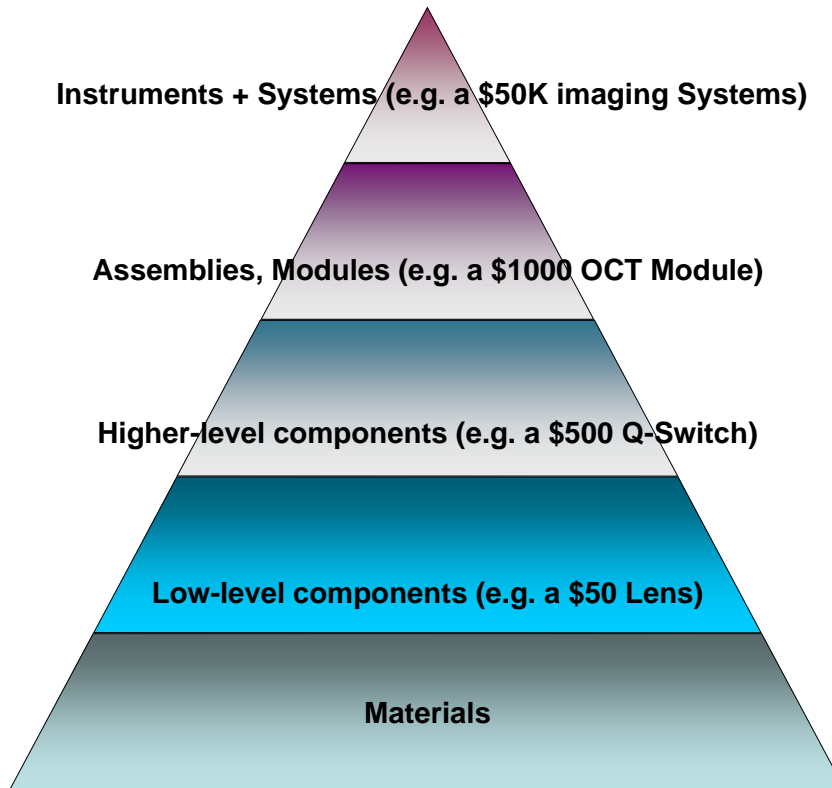 Instruments + Systems (e.g. a $50K imaging Systems)
Assemblies, Modules (e.g. a $1000 OCT Module)
Higher-level components (e.g. a $500 Q-Switch)
Low-level components (e.g. a $50 Lens)
Materials